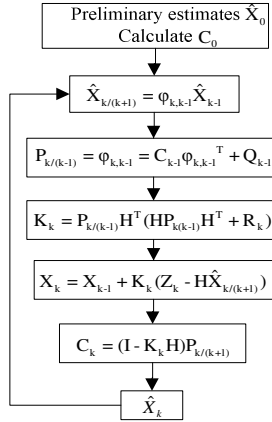 Preliminary estimates X̂₀
Calculate C₀
X̂ₖ/₍ₖ₊₁₎ = φₖ,ₖ₋₁X̂ₖ₋₁
Pₖ/₍ₖ₋₁₎ = φₖ,ₖ₋₁ = Cₖ₋₁φₖ,ₖ₋₁ᵀ + Qₖ₋₁
Kₖ = Pₖ/₍ₖ₋₁₎Hᵀ(HPₖ₍ₖ₋₁₎Hᵀ + Rₖ)
Xₖ = Xₖ₋₁ + Kₖ(Zₖ - HX̂ₖ/₍ₖ₊₁₎)
Cₖ = (I - KₖH)Pₖ/₍ₖ₊₁₎
X̂ₖ